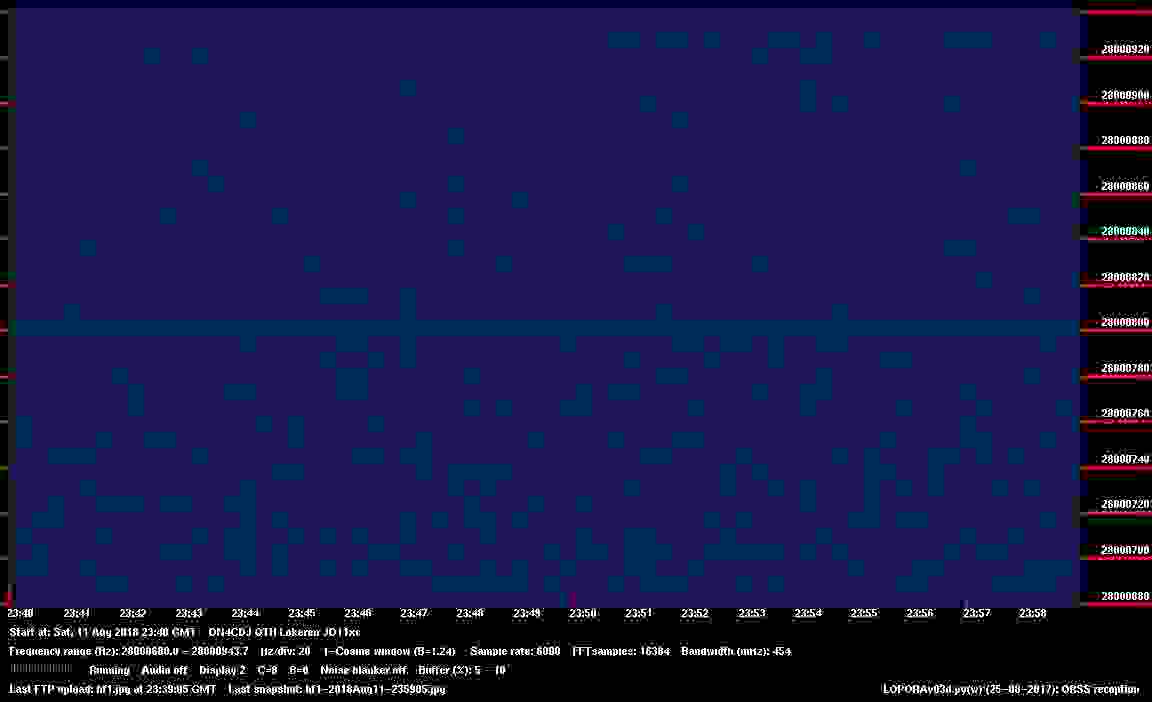 28000920
28000900
28000880
28000860
28000840
28000820
28000800
28000780
28000760
28000740
28000720
28000700
28000680
23:40 23:41 23:42 23:43 23:44 23:45 23:46 23:47 23:48 23:49 23:50 23:51 23:52 23:53 23:54 23:55 23:56 23:57 23:58
Start at: Sat, 11 Aug 2018 23:40 GMT ON4CDJ QTH Lokeren JO11xc
Frequency range (Hz): 28000680.0 - 28000943.7 Hz/div: 20 1-Cosine window (B=1.24) Sample rate: 6000 FFTsamples: 16384 Bandwidth (mHz): 454
Running Audio off Display 2 C=8 B=0 Noise blanker off Buffer (%): 5 - 10
Last FTP upload: hf1.jpg at 23:39:05 GMT Last snapshot: hf1-2018Aug11-235905.jpg
LOPORAv03d.py(w) (25-08-2017): QRSS reception